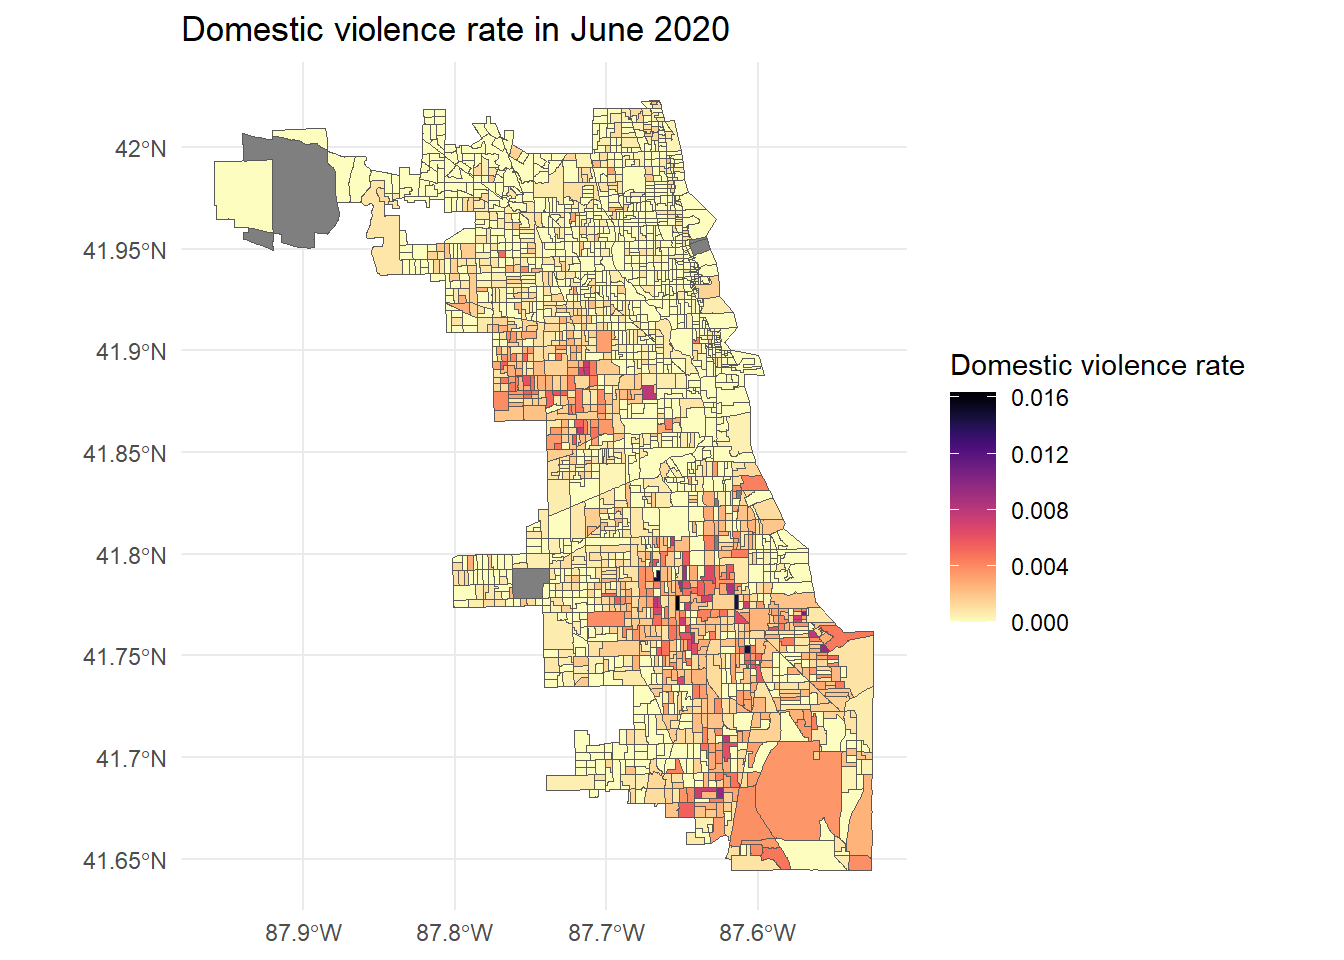 Domestic violence rate in June 2020
42°N
41.95°N
41.9°N
41.85°N
41.8°N
41.75°N
41.7°N
41.65°N
87.9°W
87.8°W
87.7°W
87.6°W
Domestic violence rate
0.016
0.012
0.008
0.004
0.000